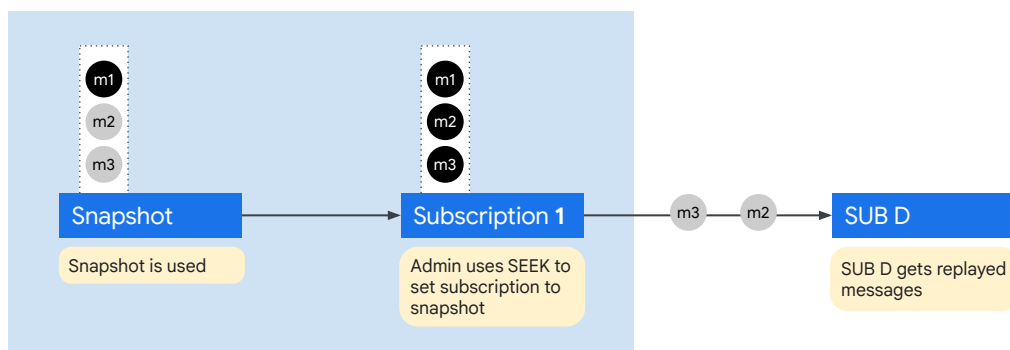 m1
m2
m3
m1
m2
m3
Snapshot
Subscription 1
m3
m2
SUB D
Snapshot is used
Admin uses SEEK to
set subscription to
snapshot
SUB D gets replayed
messages